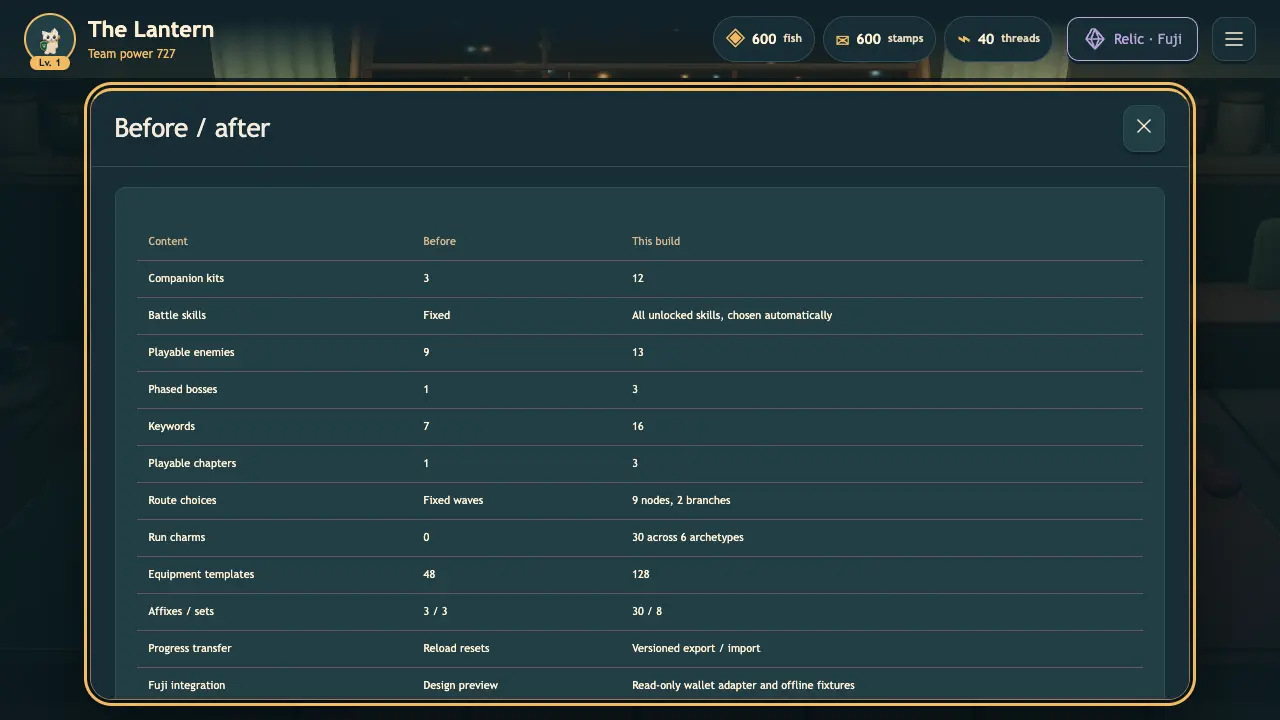 The Lantern
Team power 727
Lv. 1
600 fish
600 stamps
40 threads
Relic · Fuji
Before / after
Content Before This build
Companion kits 3 12
Battle skills Fixed All unlocked skills, chosen automatically
Playable enemies 9 13
Phased bosses 1 3
Keywords 7 16
Playable chapters 1 3
Route choices Fixed waves 9 nodes, 2 branches
Run charms 0 30 across 6 archetypes
Equipment templates 48 128
Affixes / sets 3 / 3 30 / 8
Progress transfer Reload resets Versioned export / import
Fuji integration Design preview Read-only wallet adapter and offline fixtures